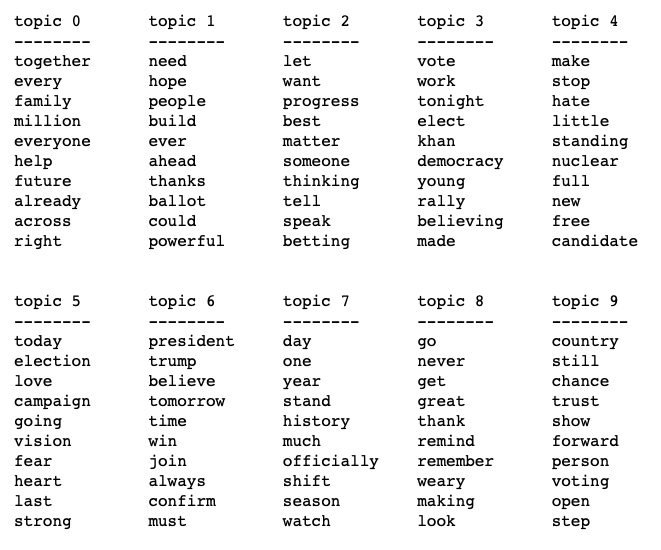 topic 0 topic 1 topic 2 topic 3 topic 4
-------- -------- -------- -------- --------
together need let vote make
every hope want work stop
family people progress tonight hate
million build best elect little
everyone ever matter khan standing
help ahead someone democracy nuclear
future thanks thinking young full
already ballot tell rally new
across could speak believing free
right powerful betting made candidate
topic 5 topic 6 topic 7 topic 8 topic 9
-------- -------- -------- -------- --------
today president day go country
election trump one never still
love believe year get chance
campaign tomorrow stand great trust
going time history thank show
vision win much remind forward
fear join officially remember person
heart always shift weary voting
last confirm season making open
strong must watch look step